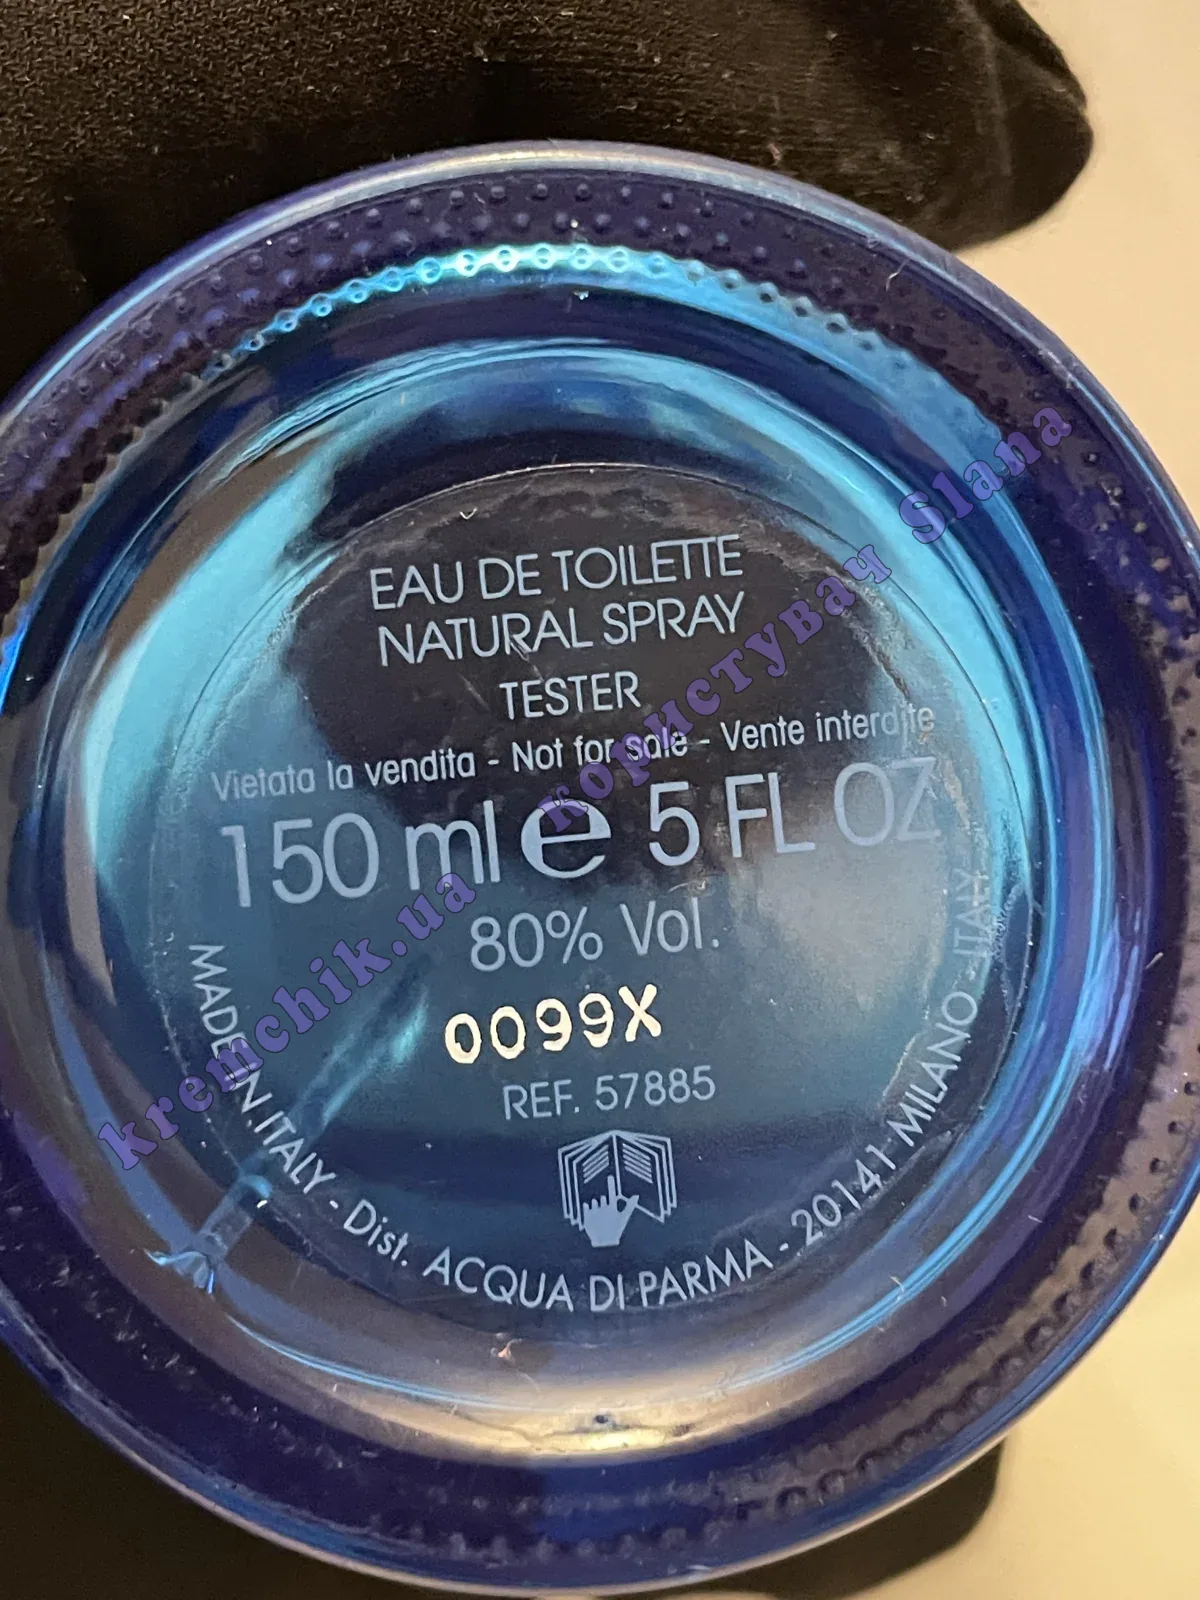 EAU DE TOILETTE
NATURAL SPRAY
TESTER
Vietata la vendita - Not for sale - Vente interdite
150 ml e 5 FL OZ
80% Vol.
0099X
REF. 57885
MADE IN ITALY - Dist. ACQUA DI PARMA - 20141 MILANO - ITALY
kremchik.ua користувач Slana